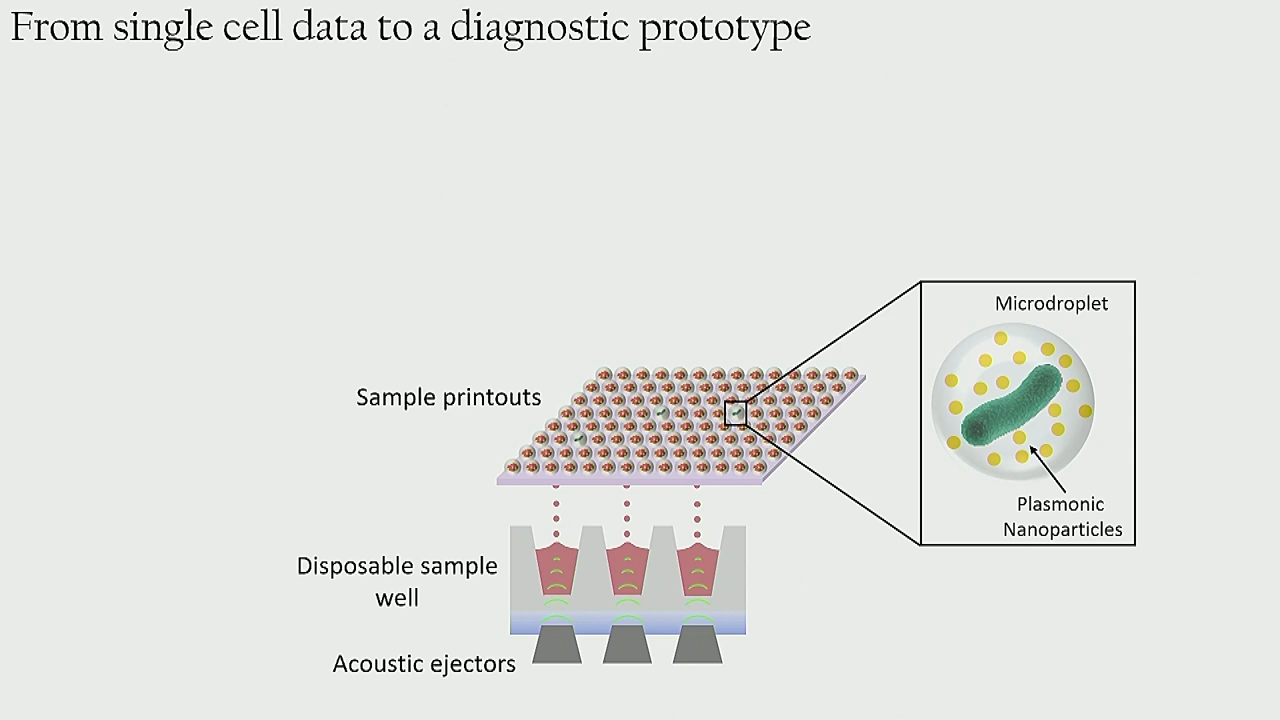 From single cell data to a diagnostic prototype
Microdroplet
Sample printouts
Plasmonic
Nanoparticles
Disposable sample
well
Acoustic ejectors